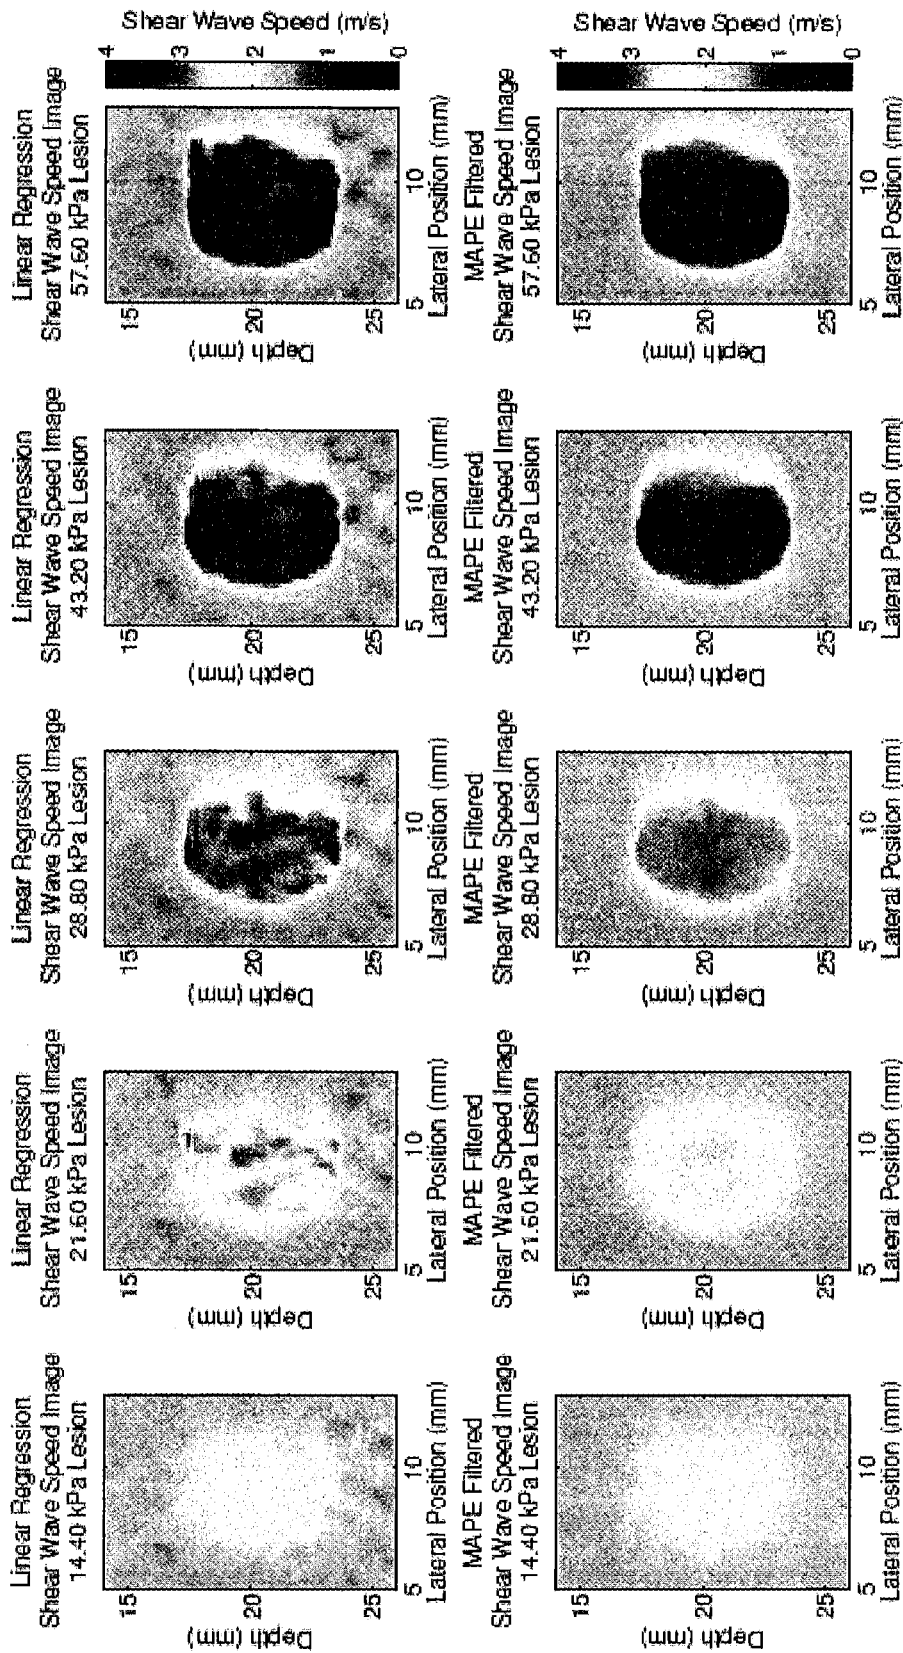 Linear Regression
Shear Wave Speed Image
14.40 kPa Lesion
15
20
25
Depth (mm)
5
10
Lateral Position (mm)
Linear Regression
Shear Wave Speed Image
21.60 kPa Lesion
15
20
25
Depth (mm)
5
10
Lateral Position (mm)
Linear Regression
Shear Wave Speed Image
28.80 kPa Lesion
15
20
25
Depth (mm)
5
10
Lateral Position (mm)
Linear Regression
Shear Wave Speed Image
43.20 kPa Lesion
15
20
25
Depth (mm)
5
10
Lateral Position (mm)
Linear Regression
Shear Wave Speed Image
57.60 kPa Lesion
15
20
25
Depth (mm)
5
10
Lateral Position (mm)
4
3
2
1
0
Shear Wave Speed (m/s)
MAPE Filtered
Shear Wave Speed Image
14.40 kPa Lesion
15
20
25
Depth (mm)
5
10
Lateral Position (mm)
MAPE Filtered
Shear Wave Speed Image
21.60 kPa Lesion
15
20
25
Depth (mm)
5
10
Lateral Position (mm)
MAPE Filtered
Shear Wave Speed Image
28.80 kPa Lesion
15
20
25
Depth (mm)
5
10
Lateral Position (mm)
MAPE Filtered
Shear Wave Speed Image
43.20 kPa Lesion
15
20
25
Depth (mm)
5
10
Lateral Position (mm)
MAPE Filtered
Shear Wave Speed Image
57.60 kPa Lesion
15
20
25
Depth (mm)
5
10
Lateral Position (mm)
4
3
2
1
0
Shear Wave Speed (m/s)